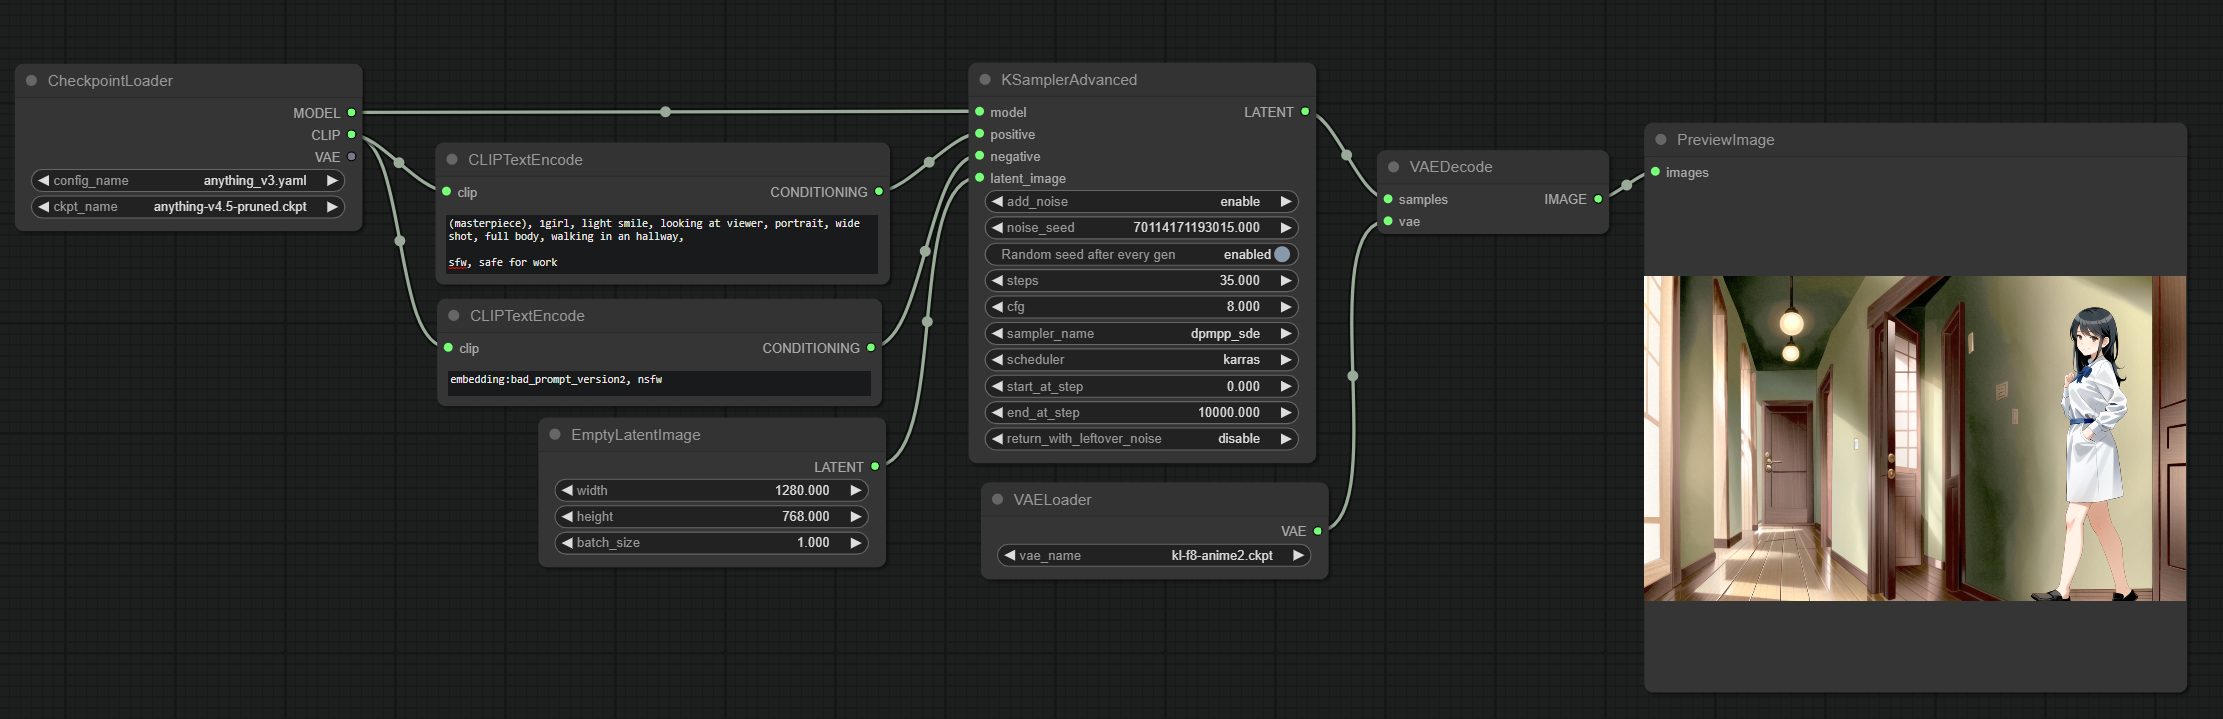 CheckpointLoader
MODEL
CLIP
VAE
config_name anything_v3.yaml
ckpt_name anything-v4.5-pruned.ckpt
CLIPTextEncode
clip CONDITIONING
(masterpiece), 1girl, light smile, looking at viewer, portrait, wide
shot, full body, walking in an hallway,
sfw, safe for work
CLIPTextEncode
clip CONDITIONING
embedding:bad_prompt_version2, nsfw
EmptyLatentImage
LATENT
width 1280.000
height 768.000
batch_size 1.000
KSamplerAdvanced
model LATENT
positive
negative
latent_image
add_noise enable
noise_seed 70114171193015.000
Random seed after every gen enabled
steps 35.000
cfg 8.000
sampler_name dpmpp_sde
scheduler karras
start_at_step 0.000
end_at_step 10000.000
return_with_leftover_noise disable
VAELoader
VAE
vae_name kl-f8-anime2.ckpt
VAEDecode
samples IMAGE
vae
PreviewImage
images